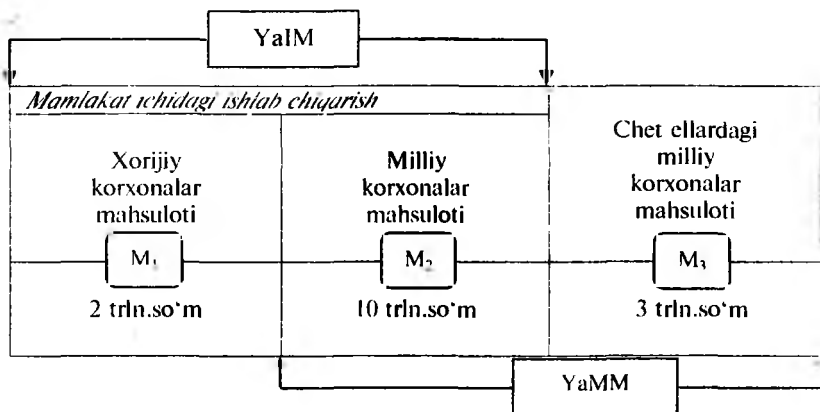 YaIM
Mamlakat ichidagi ishlab chiqarish
Xorijiy
korxonalar
mahsuloti
M₁
2 trln.so‘m
Milliy
korxonalar
mahsuloti
M₂
10 trln.so‘m
Chet ellardagi
milliy
korxonalar
mahsuloti
M₃
3 trln.so‘m
YaMM